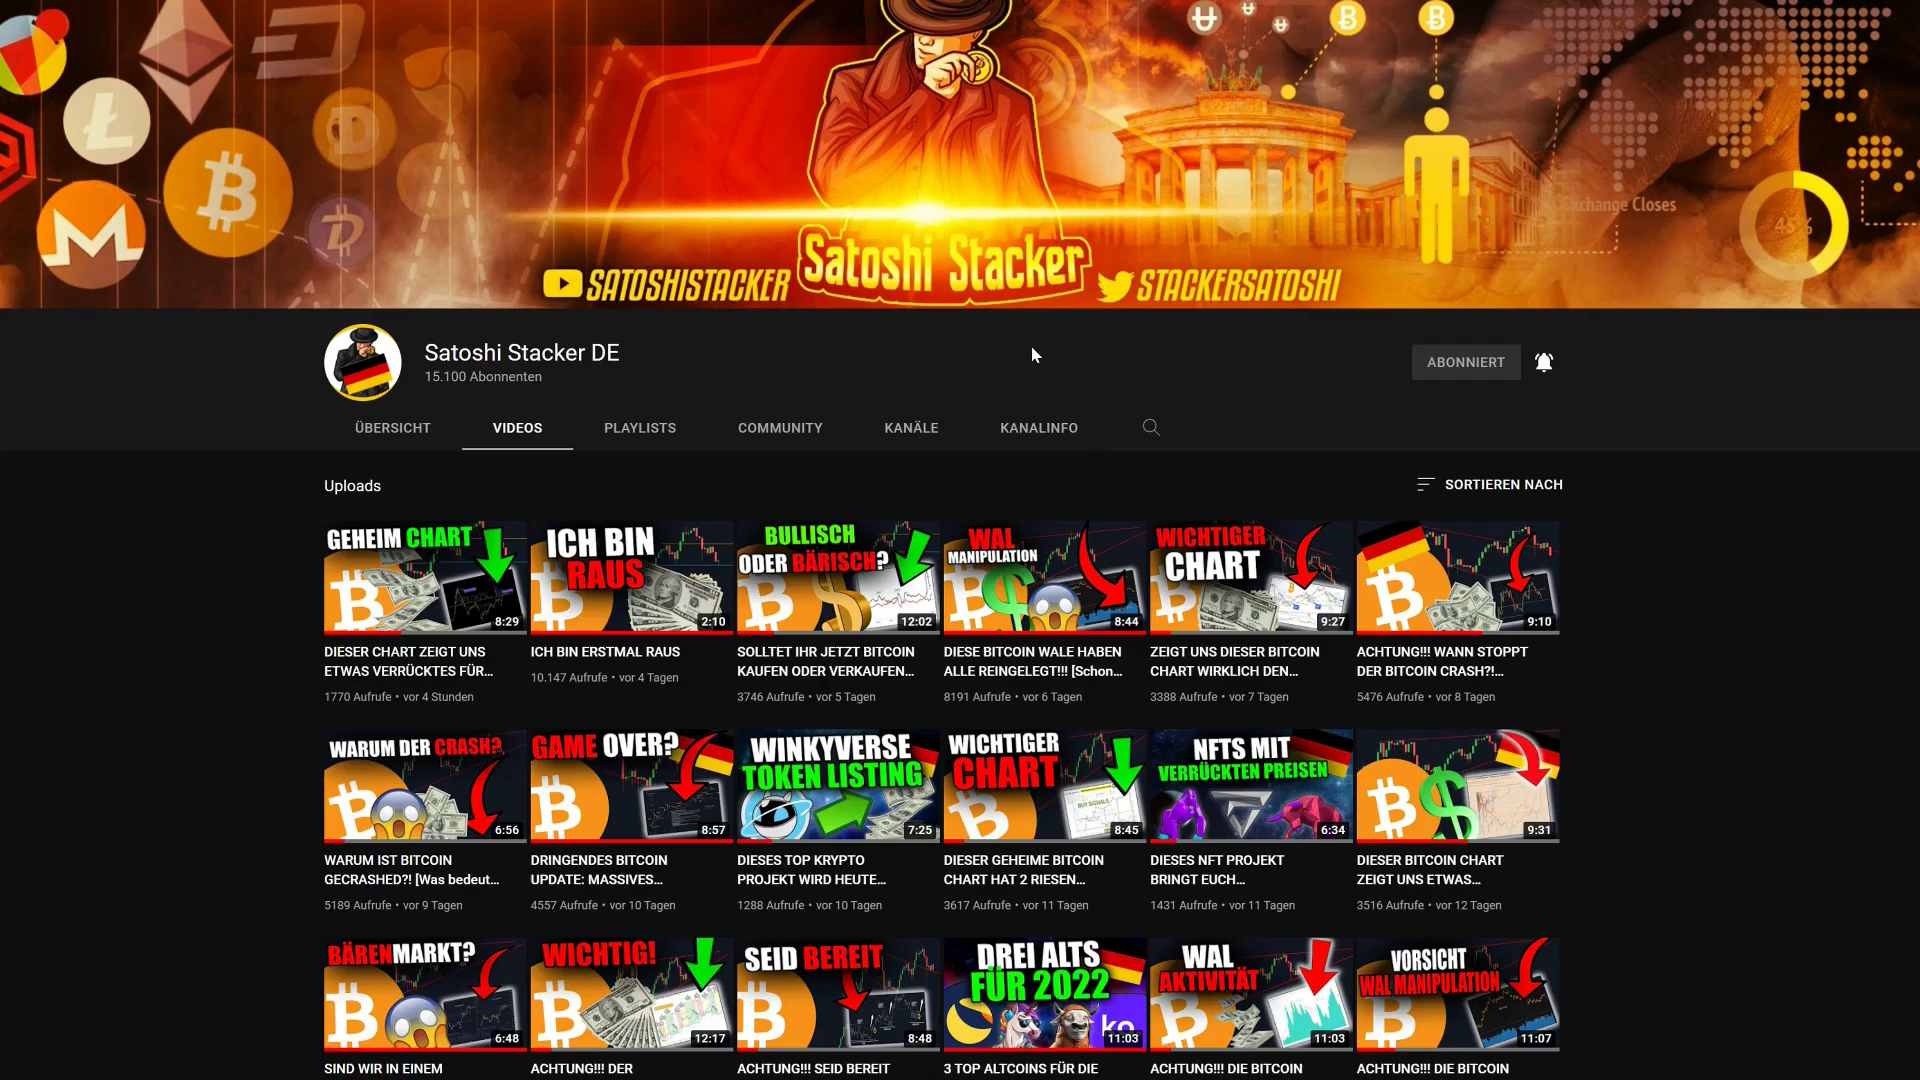 Exchange Closes
45%
Satoshi Stacker
SATOSHISTACKER
STACKERSATOSHI
Satoshi Stacker DE
15.100 Abonnenten
ABONNIERT
ÜBERSICHT
VIDEOS
PLAYLISTS
COMMUNITY
KANÄLE
KANALINFO
Uploads
SORTIEREN NACH
GEHEIM CHART
8:29
ICH BIN
RAUS
2:10
BULLISCH
ODER BÄRISCH?
12:02
WAL
MANIPULATION
8:44
WICHTIGER
CHART
9:27
9:10
DIESER CHART ZEIGT UNS
ETWAS VERRÜCKTES FÜR...
1770 Aufrufe • vor 4 Stunden
ICH BIN ERSTMAL RAUS
10.147 Aufrufe • vor 4 Tagen
SOLLTET IHR JETZT BITCOIN
KAUFEN ODER VERKAUFEN...
3746 Aufrufe • vor 5 Tagen
DIESE BITCOIN WALE HABEN
ALLE REINGELEGT!!! [Schon...
8191 Aufrufe • vor 6 Tagen
ZEIGT UNS DIESER BITCOIN
CHART WIRKLICH DEN...
3388 Aufrufe • vor 7 Tagen
ACHTUNG!!! WANN STOPPT
DER BITCOIN CRASH?!...
5476 Aufrufe • vor 8 Tagen
WARUM DER CRASH?
6:56
GAME OVER?
8:57
WINKYVERSE
TOKEN LISTING
7:25
WICHTIGER
CHART
BUY SIGNALS
8:45
NFTS MIT
VERRÜCKTEN PREISEN
6:34
9:31
WARUM IST BITCOIN
GECRASHED?! [Was bedeut...
5189 Aufrufe • vor 9 Tagen
DRINGENDES BITCOIN
UPDATE: MASSIVES...
4557 Aufrufe • vor 10 Tagen
DIESES TOP KRYPTO
PROJEKT WIRD HEUTE...
1288 Aufrufe • vor 10 Tagen
DIESER GEHEIME BITCOIN
CHART HAT 2 RIESEN...
3617 Aufrufe • vor 11 Tagen
DIESES NFT PROJEKT
BRINGT EUCH...
1431 Aufrufe • vor 11 Tagen
DIESER BITCOIN CHART
ZEIGT UNS ETWAS...
3516 Aufrufe • vor 12 Tagen
BÄRENMARKT?
6:48
WICHTIG!
12:17
SEID BEREIT
8:48
DREI ALTS
FÜR 2022
ko
11:03
WAL
AKTIVITÄT
11:03
VORSICHT
WAL MANIPULATION
11:07
SIND WIR IN EINEM
ACHTUNG!!! DER
ACHTUNG!!! SEID BEREIT
3 TOP ALTCOINS FÜR DIE
ACHTUNG!!! DIE BITCOIN
ACHTUNG!!! DIE BITCOIN